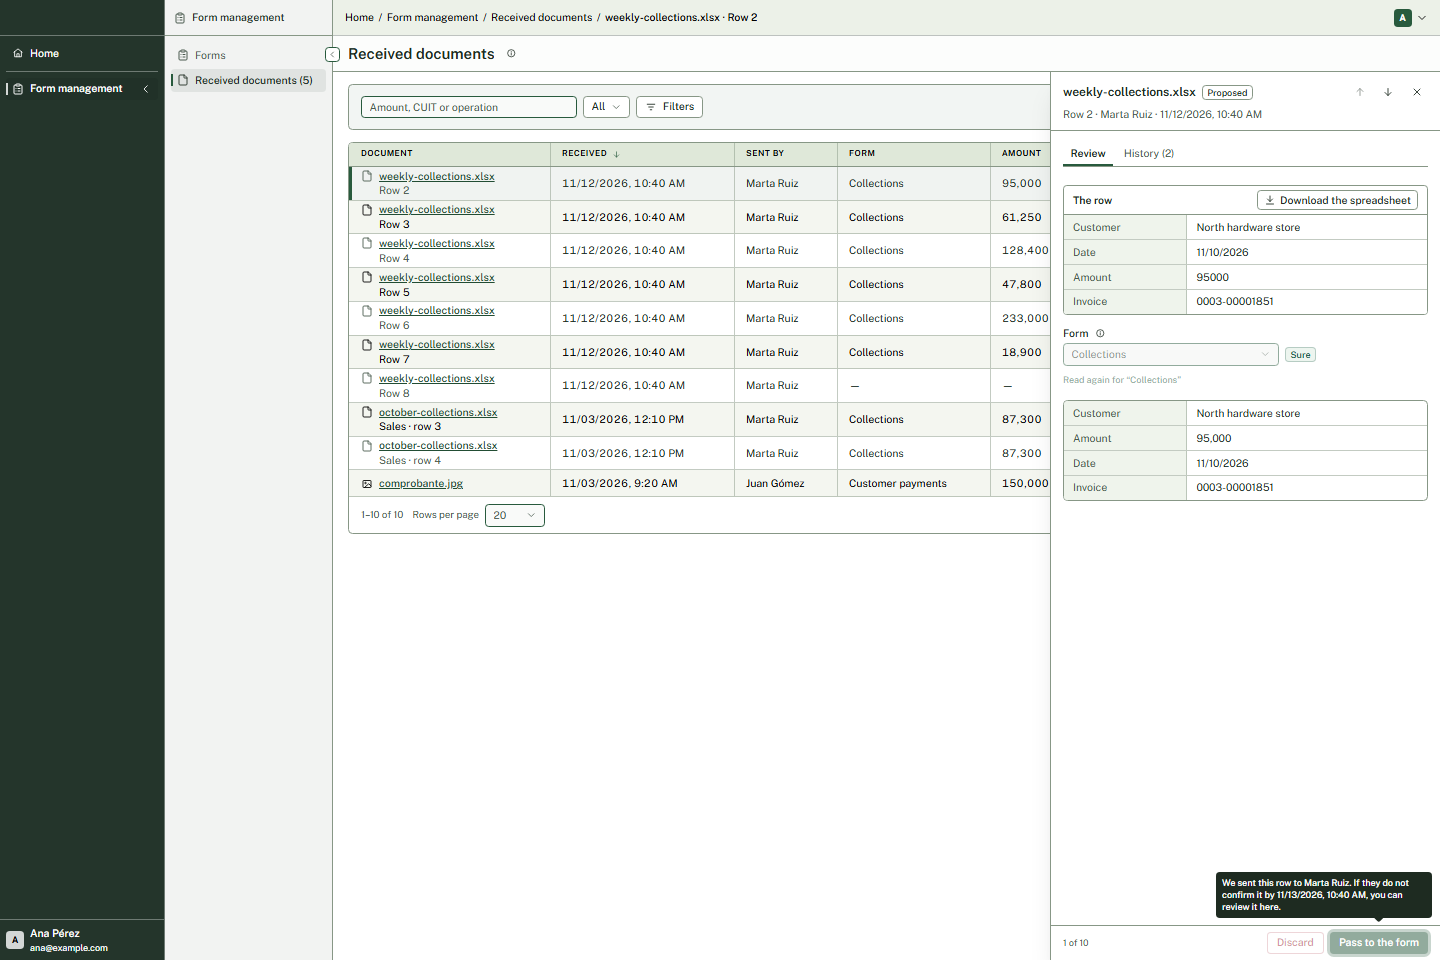 Form management
Home / Form management / Received documents / weekly-collections.xlsx · Row 2
A
Home
Form management
Forms
Received documents (5)
Received documents
Amount, CUIT or operation
All
Filters
DOCUMENT RECEIVED SENT BY FORM AMOUNT
weekly-collections.xlsx
Row 2
11/12/2026, 10:40 AM Marta Ruiz Collections 95,000
weekly-collections.xlsx
Row 3
11/12/2026, 10:40 AM Marta Ruiz Collections 61,250
weekly-collections.xlsx
Row 4
11/12/2026, 10:40 AM Marta Ruiz Collections 128,400
weekly-collections.xlsx
Row 5
11/12/2026, 10:40 AM Marta Ruiz Collections 47,800
weekly-collections.xlsx
Row 6
11/12/2026, 10:40 AM Marta Ruiz Collections 233,000
weekly-collections.xlsx
Row 7
11/12/2026, 10:40 AM Marta Ruiz Collections 18,900
weekly-collections.xlsx
Row 8
11/12/2026, 10:40 AM Marta Ruiz — —
october-collections.xlsx
Sales · row 3
11/03/2026, 12:10 PM Marta Ruiz Collections 87,300
october-collections.xlsx
Sales · row 4
11/03/2026, 12:10 PM Marta Ruiz Collections 87,300
comprobante.jpg 11/03/2026, 9:20 AM Juan Gómez Customer payments 150,000
1–10 of 10 Rows per page 20
weekly-collections.xlsx Proposed
Row 2 · Marta Ruiz · 11/12/2026, 10:40 AM
Review History (2)
The row Download the spreadsheet
Customer North hardware store
Date 11/10/2026
Amount 95000
Invoice 0003-00001851
Form
Collections Sure
Read again for “Collections”
Customer North hardware store
Amount 95,000
Date 11/10/2026
Invoice 0003-00001851
We sent this row to Marta Ruiz. If they do not
confirm it by 11/13/2026, 10:40 AM, you can
review it here.
1 of 10 Discard Pass to the form
A
Ana Pérez
ana@example.com